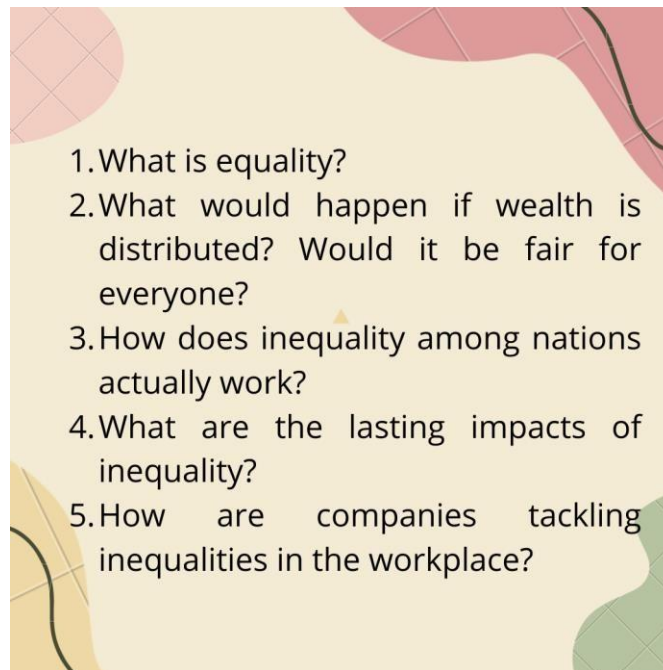 1. What is equality?
2. What would happen if wealth is
distributed? Would it be fair for
everyone?
3. How does inequality among nations
actually work?
4. What are the lasting impacts of
inequality?
5. How are companies tackling
inequalities in the workplace?